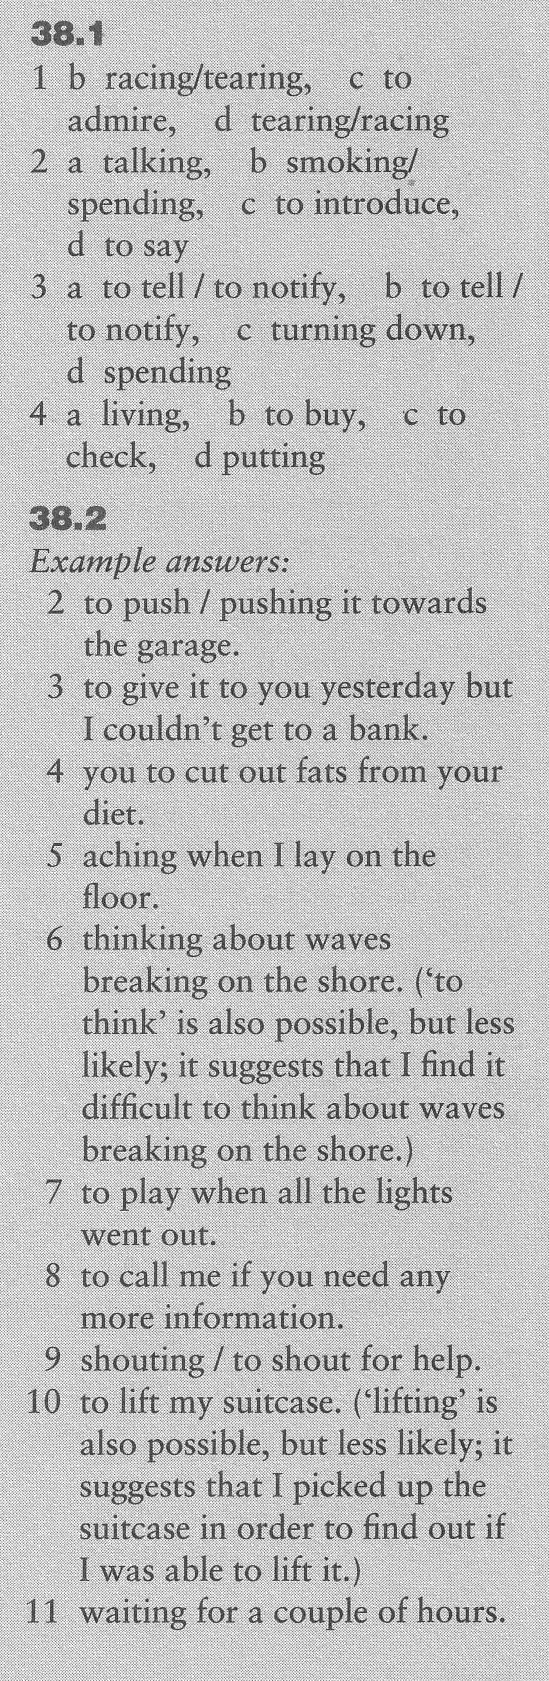 38.1
1 b racing/tearing, c to
admire, d tearing/racing
2 a talking, b smoking/
spending, c to introduce,
d to say
3 a to tell / to notify, b to tell /
to notify, c turning down,
d spending
4 a living, b to buy, c to
check, d putting
38.2
Example answers:
2 to push / pushing it towards
the garage.
3 to give it to you yesterday but
I couldn't get to a bank.
4 you to cut out fats from your
diet.
5 aching when I lay on the
floor.
6 thinking about waves
breaking on the shore. ('to
think' is also possible, but less
likely; it suggests that I find it
difficult to think about waves
breaking on the shore.)
7 to play when all the lights
went out.
8 to call me if you need any
more information.
9 shouting / to shout for help.
10 to lift my suitcase. ('lifting' is
also possible, but less likely; it
suggests that I picked up the
suitcase in order to find out if
I was able to lift it.)
11 waiting for a couple of hours.